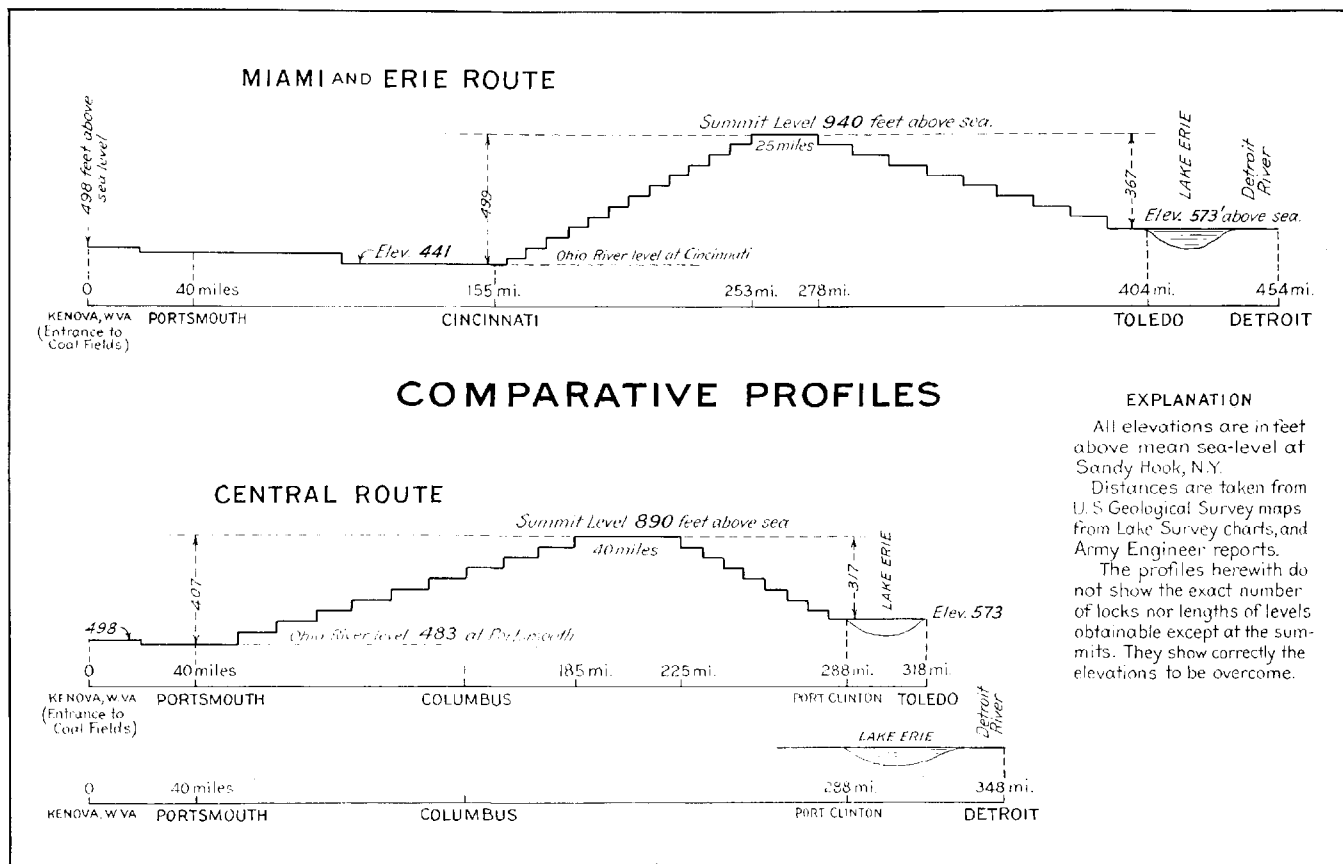 MIAMI AND ERIE ROUTE
498 feet above
sea level
Summit Level 940 feet above sea.
25 miles
499
367
LAKE ERIE
Detroit
River
Elev. 573' above sea.
Elev. 441
Ohio River level at Cincinnati
0
40 miles
155 mi.
253 mi.
278 mi.
404 mi.
454 mi.
KENOVA, W.VA
(Entrance to
Coal Fields)
PORTSMOUTH
CINCINNATI
TOLEDO
DETROIT
COMPARATIVE PROFILES
EXPLANATION
All elevations are in feet
above mean sea-level at
Sandy Hook, N.Y.
Distances are taken from
U.S Geological Survey maps
from Lake Survey charts, and
Army Engineer reports.
The profiles herewith do
not show the exact number
of locks nor lengths of levels
obtainable except at the sum-
mits. They show correctly the
elevations to be overcome.
CENTRAL ROUTE
Summit Level 890 feet above sea
40 miles
407
317
LAKE ERIE
Elev. 573
498
Ohio River level 483 at Portsmouth
0
40 miles
185 mi.
225 mi.
288 mi.
318 mi.
KENOVA, W.VA
(Entrance to
Coal Fields)
PORTSMOUTH
COLUMBUS
PORT CLINTON
TOLEDO
LAKE ERIE
Detroit
River
0
40 miles
288 mi.
348 mi.
KENOVA, W.VA
PORTSMOUTH
COLUMBUS
PORT CLINTON
DETROIT